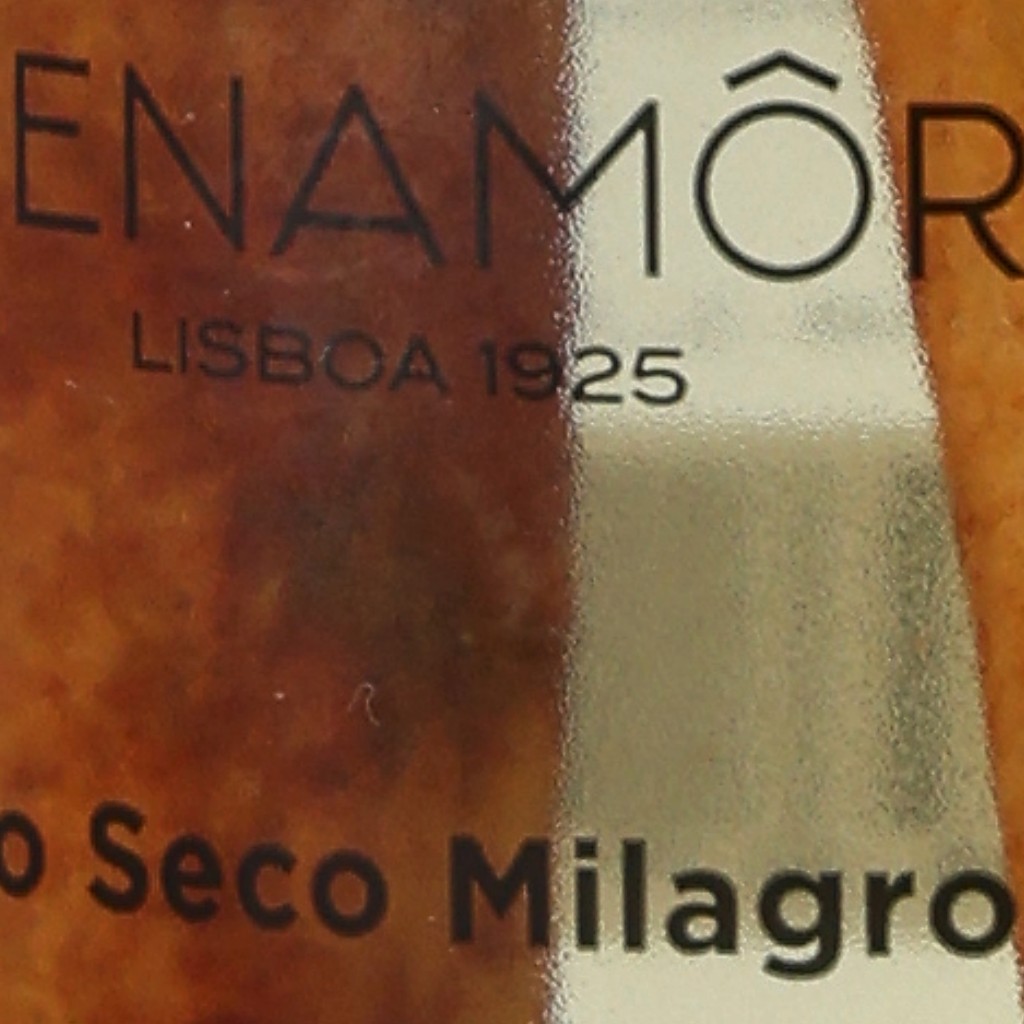 ENAMÔR
LISBOA 1925
o Seco Milagro